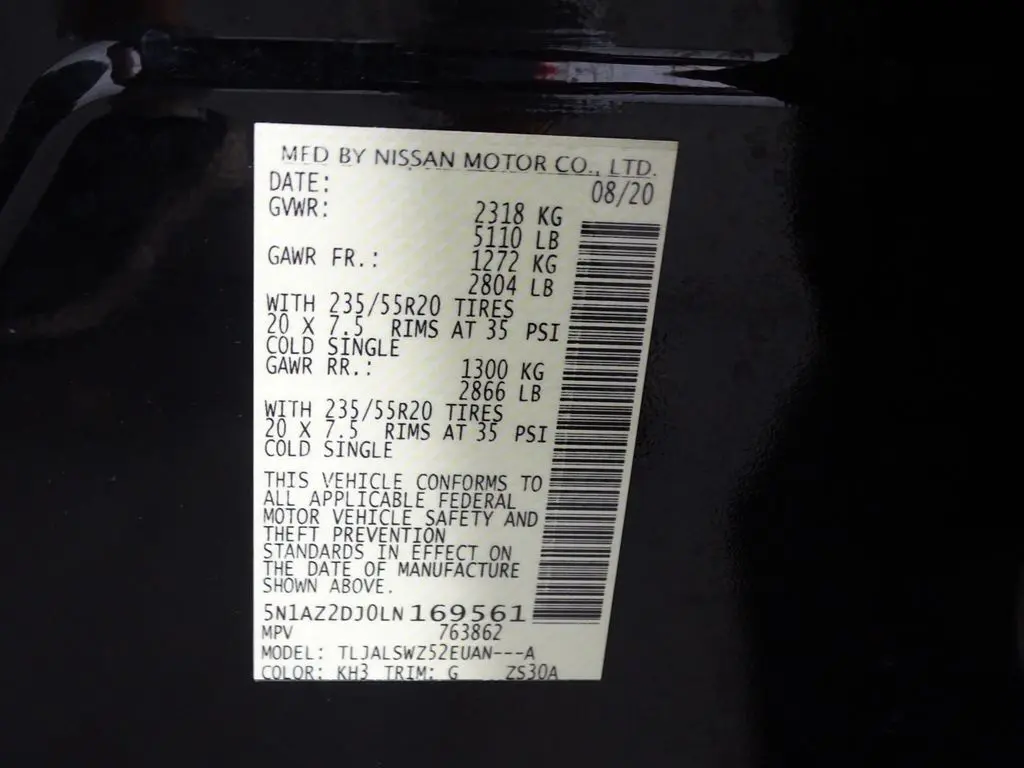 MFD BY NISSAN MOTOR CO., LTD.
DATE: 08/20
GVWR: 2318 KG
5110 LB
GAWR FR.: 1272 KG
2804 LB
WITH 235/55R20 TIRES
20 X 7.5 RIMS AT 35 PSI
COLD SINGLE
GAWR RR.: 1300 KG
2866 LB
WITH 235/55R20 TIRES
20 X 7.5 RIMS AT 35 PSI
COLD SINGLE
THIS VEHICLE CONFORMS TO
ALL APPLICABLE FEDERAL
MOTOR VEHICLE SAFETY AND
THEFT PREVENTION
STANDARDS IN EFFECT ON
THE DATE OF MANUFACTURE
SHOWN ABOVE.
5N1AZ2DJ0LN169561
MPV 763862
MODEL: TLJALSWZ52EUAN---A
COLOR: KH3 TRIM: G ZS30A